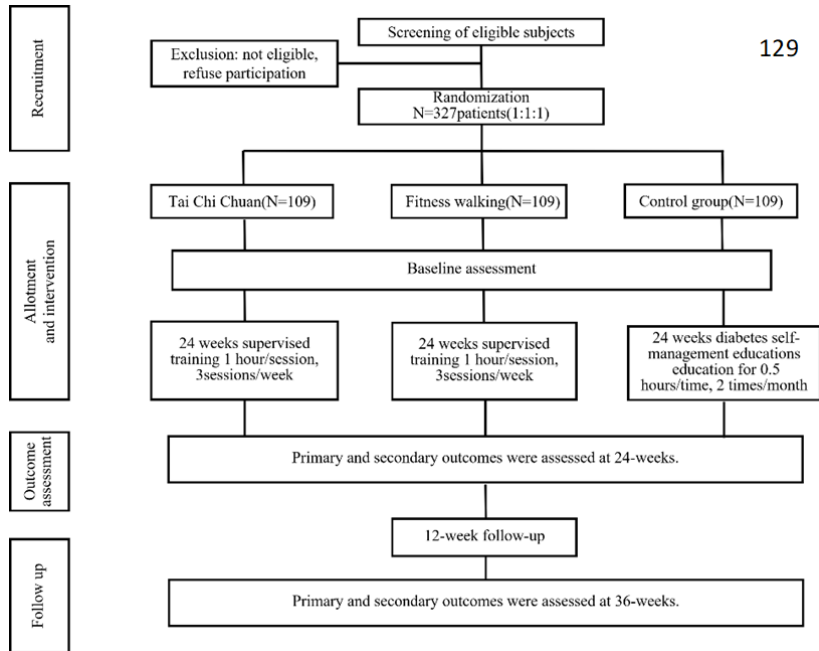 Recruitment
Screening of eligible subjects
129
Exclusion: not eligible,
refuse participation
Randomization
N=327patients(1:1:1)
Allotment
and intervention
Tai Chi Chuan(N=109)
Fitness walking(N=109)
Control group(N=109)
Baseline assessment
24 weeks supervised
training 1 hour/session,
3sessions/week
24 weeks supervised
training 1 hour/session,
3sessions/week
24 weeks diabetes self-
management educations
education for 0.5
hours/time, 2 times/month
Outcome
assessment
Primary and secondary outcomes were assessed at 24-weeks.
12-week follow-up
Follow up
Primary and secondary outcomes were assessed at 36-weeks.